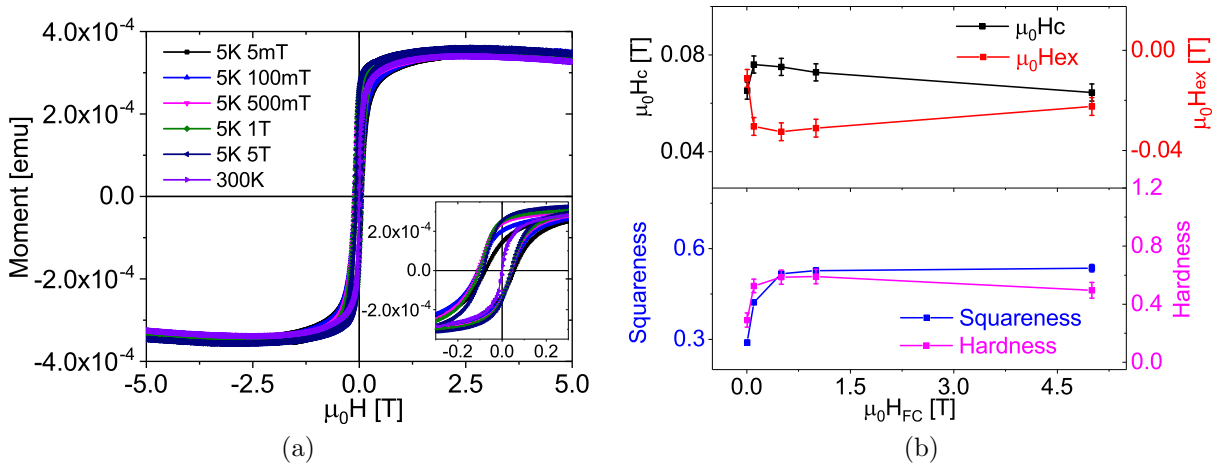 4.0x10⁻⁴
2.0x10⁻⁴
0.0
-2.0x10⁻⁴
-4.0x10⁻⁴
Moment [emu]
5K 5mT
5K 100mT
5K 500mT
5K 1T
5K 5T
300K
2.0x10⁻⁴
0.0
-2.0x10⁻⁴
-0.2 0.0 0.2
-5.0 -2.5 0.0 2.5 5.0
μ₀H [T]
(a)
μ₀Hc [T]
0.08
0.04
μ₀Hc
μ₀Hex
0.00
-0.04
μ₀Hex [T]
Squareness
0.6
0.3
Squareness
Hardness
1.2
0.8
0.4
0.0
Hardness
0.0 1.5 3.0 4.5
μ₀H_FC [T]
(b)